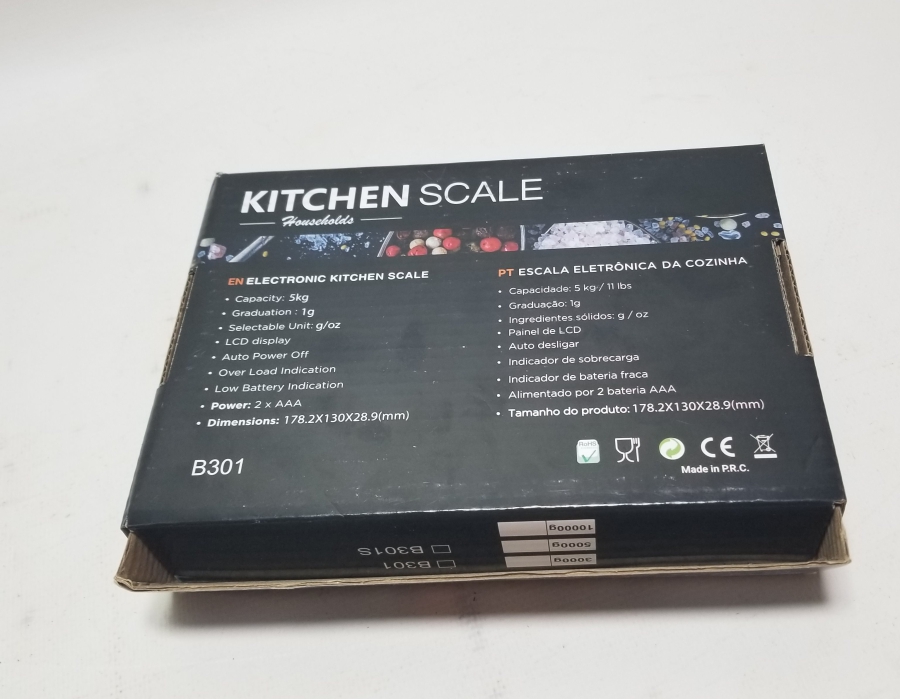 KITCHEN SCALE
Households
EN ELECTRONIC KITCHEN SCALE
• Capacity: 5kg
• Graduation : 1g
• Selectable Unit: g/oz
• LCD display
• Auto Power Off
• Over Load Indication
• Low Battery Indication
• Power: 2 x AAA
• Dimensions: 178.2X130X28.9(mm)
B301
PT ESCALA ELETRÔNICA DA COZINHA
• Capacidade: 5 kg / 11 lbs
• Graduação: 1g
• Ingredientes sólidos: g / oz
• Painel de LCD
• Auto desligar
• Indicador de sobrecarga
• Indicador de bateria fraca
• Alimentado por 2 bateria AAA
• Tamanho do produto: 178.2X130X28.9(mm)
RoHS
CE
Made in P.R.C.
10000g
5000g
3000g
B301S
B301